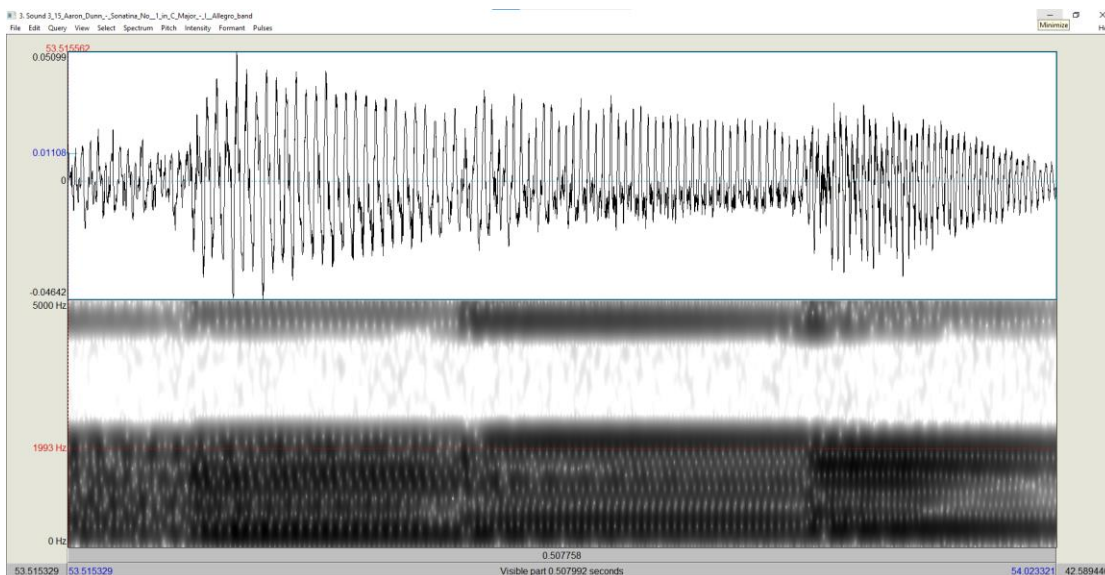 3. Sound 3_15_Aaron_Dunn_-_Sonatina_No__1_in_C_Major_-_I__Allegro_band
File Edit Query View Select Spectrum Pitch Intensity Formant Pulses
Minimize
53.515562
0.05099
0.01108
0
-0.04642
5000 Hz
1993 Hz
0 Hz
0.507758
53.515329 53.515329 Visible part 0.507992 seconds 54.023321